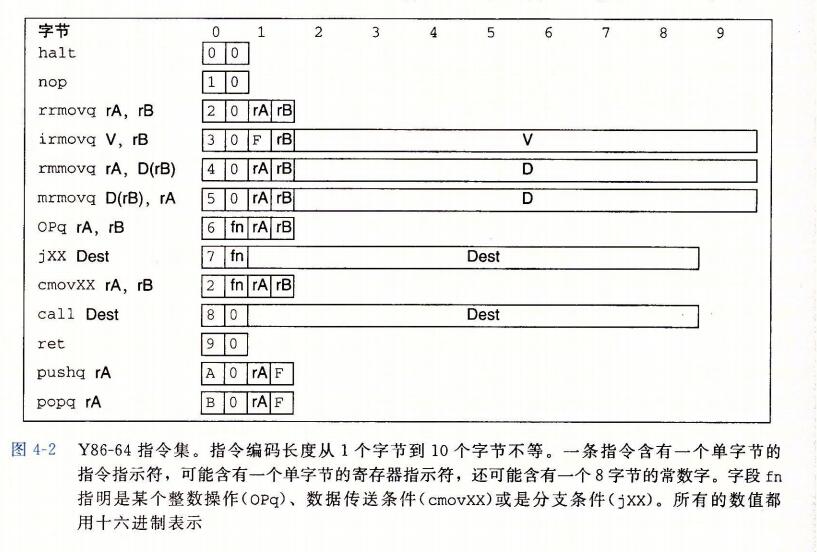 字节 0 1 2 3 4 5 6 7 8 9
halt 0 0
nop 1 0
rrmovq rA, rB 2 0 rA rB
irmovq V, rB 3 0 F rB V
rmmovq rA, D(rB) 4 0 rA rB D
mrmovq D(rB), rA 5 0 rA rB D
OPq rA, rB 6 fn rA rB
jXX Dest 7 fn Dest
cmovXX rA, rB 2 fn rA rB
call Dest 8 0 Dest
ret 9 0
pushq rA A 0 rA F
popq rA B 0 rA F
图 4-2 Y86-64 指令集。指令编码长度从 1 个字节到 10 个字节不等。一条指令含有一个单字节的
指令指示符，可能含有一个单字节的寄存器指示符，还可能含有一个 8 字节的常数字。字段 fn
指明是某个整数操作(OPq)、数据传送条件(cmovXX)或是分支条件(jXX)。所有的数值都
用十六进制表示